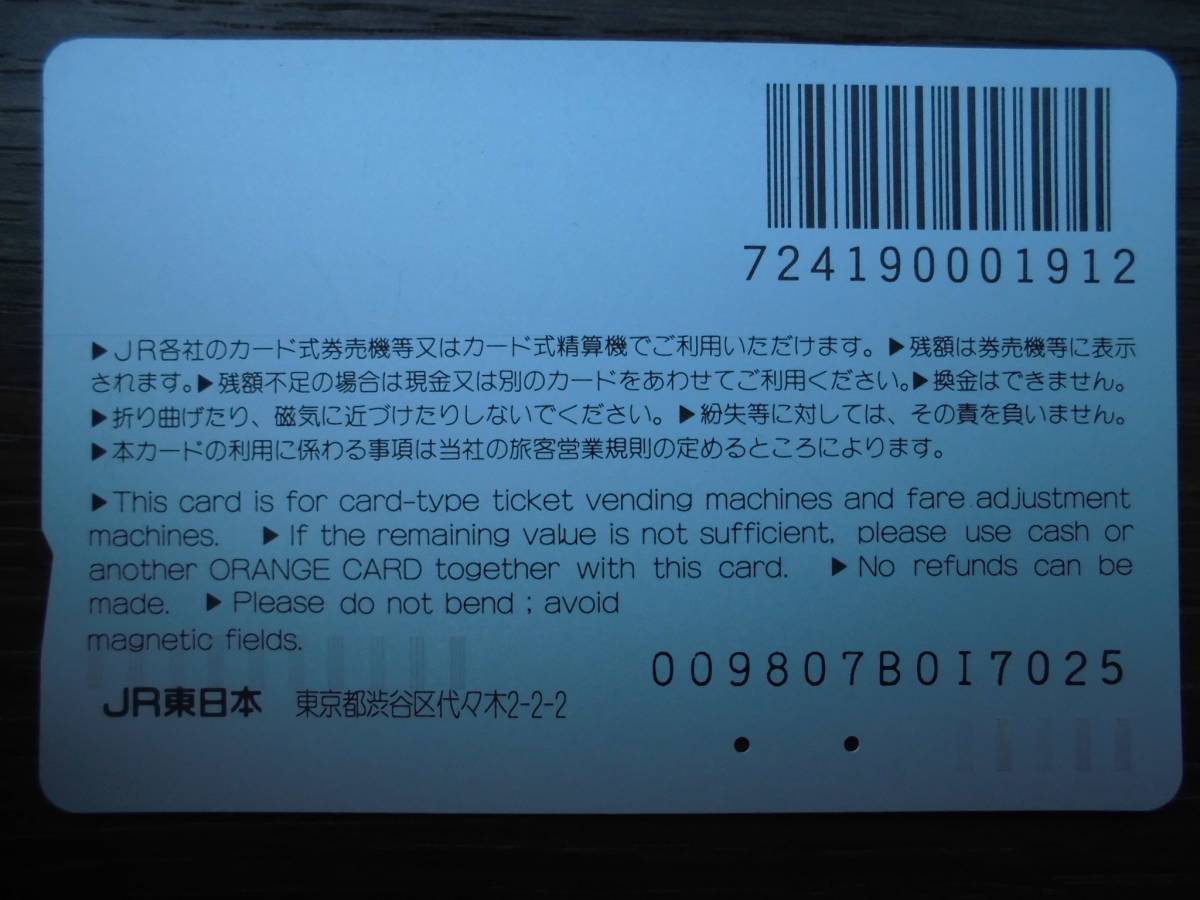 724190001912
▶JR各社のカード式券売機等又はカード式精算機でご利用いただけます。▶残額は券売機等に表示
されます。▶残額不足の場合は現金又は別のカードをあわせてご利用ください。▶換金はできません。
▶折り曲げたり、磁気に近づけたりしないでください。▶紛失等に対しては、その責を負いません。
▶本カードの利用に係わる事項は当社の旅客営業規則の定めるところによります。
▶This card is for card-type ticket vending machines and fare adjustment
machines. ▶If the remaining value is not sufficient, please use cash or
another ORANGE CARD together with this card. ▶No refunds can be
made. ▶Please do not bend ; avoid
magnetic fields.
009807B0I7025
JR東日本 東京都渋谷区代々木2-2-2